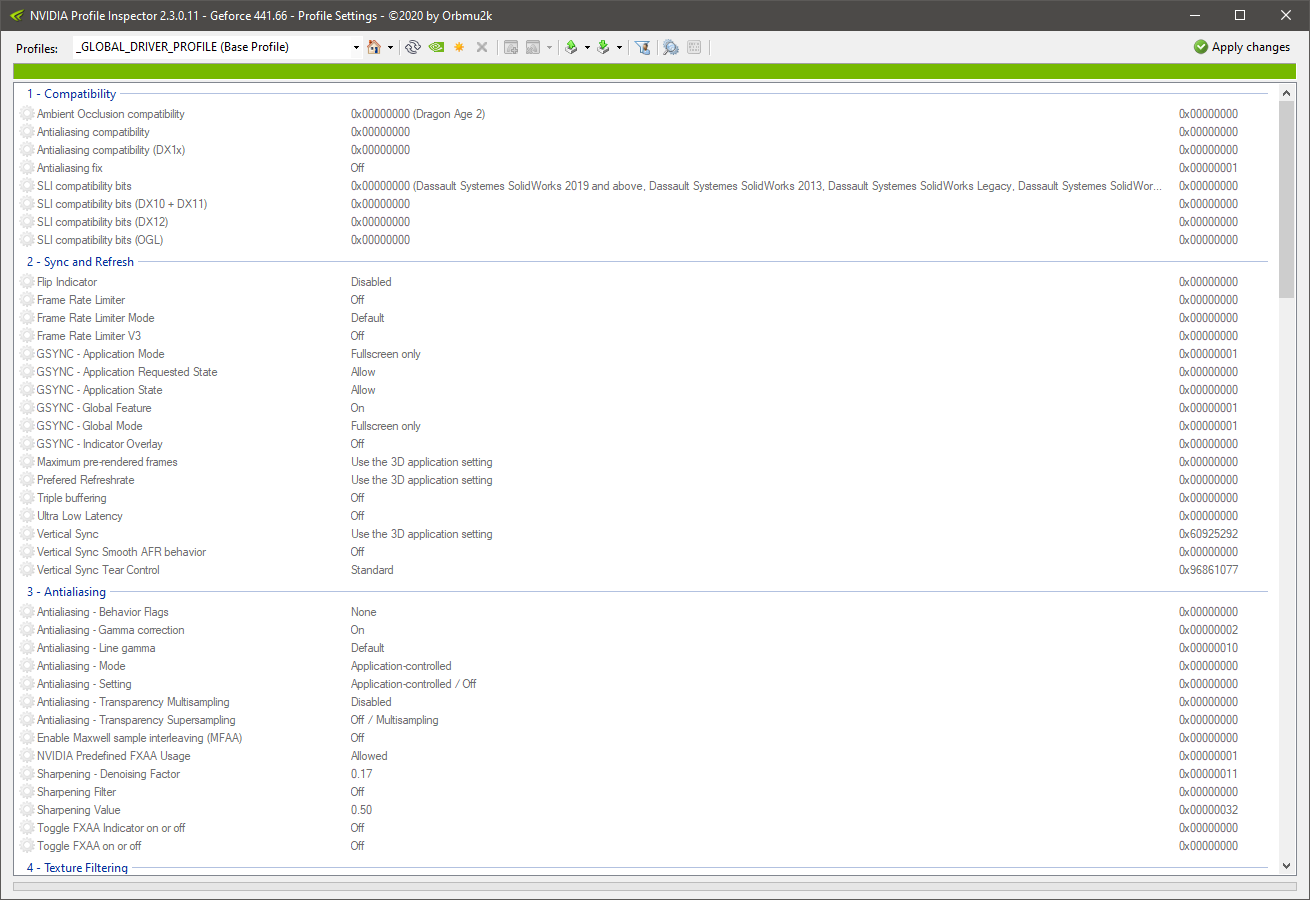 NVIDIA Profile Inspector 2.3.0.11 - Geforce 441.66 - Profile Settings - ©2020 by Orbmu2k
Profiles: _GLOBAL_DRIVER_PROFILE (Base Profile) Apply changes
1 - Compatibility
Ambient Occlusion compatibility 0x00000000 (Dragon Age 2) 0x00000000
Antialiasing compatibility 0x00000000 0x00000000
Antialiasing compatibility (DX1x) 0x00000000 0x00000000
Antialiasing fix Off 0x00000001
SLI compatibility bits 0x00000000 (Dassault Systemes SolidWorks 2019 and above, Dassault Systemes SolidWorks 2013, Dassault Systemes SolidWorks Legacy, Dassault Systemes SolidWor... 0x00000000
SLI compatibility bits (DX10 + DX11) 0x00000000 0x00000000
SLI compatibility bits (DX12) 0x00000000 0x00000000
SLI compatibility bits (OGL) 0x00000000 0x00000000
2 - Sync and Refresh
Flip Indicator Disabled 0x00000000
Frame Rate Limiter Off 0x00000000
Frame Rate Limiter Mode Default 0x00000000
Frame Rate Limiter V3 Off 0x00000000
GSYNC - Application Mode Fullscreen only 0x00000001
GSYNC - Application Requested State Allow 0x00000000
GSYNC - Application State Allow 0x00000000
GSYNC - Global Feature On 0x00000001
GSYNC - Global Mode Fullscreen only 0x00000001
GSYNC - Indicator Overlay Off 0x00000000
Maximum pre-rendered frames Use the 3D application setting 0x00000000
Prefered Refreshrate Use the 3D application setting 0x00000000
Triple buffering Off 0x00000000
Ultra Low Latency Off 0x00000000
Vertical Sync Use the 3D application setting 0x60925292
Vertical Sync Smooth AFR behavior Off 0x00000000
Vertical Sync Tear Control Standard 0x96861077
3 - Antialiasing
Antialiasing - Behavior Flags None 0x00000000
Antialiasing - Gamma correction On 0x00000002
Antialiasing - Line gamma Default 0x00000010
Antialiasing - Mode Application-controlled 0x00000000
Antialiasing - Setting Application-controlled / Off 0x00000000
Antialiasing - Transparency Multisampling Disabled 0x00000000
Antialiasing - Transparency Supersampling Off / Multisampling 0x00000000
Enable Maxwell sample interleaving (MFAA) Off 0x00000000
NVIDIA Predefined FXAA Usage Allowed 0x00000001
Sharpening - Denoising Factor 0.17 0x00000011
Sharpening Filter Off 0x00000000
Sharpening Value 0.50 0x00000032
Toggle FXAA Indicator on or off Off 0x00000000
Toggle FXAA on or off Off 0x00000000
4 - Texture Filtering